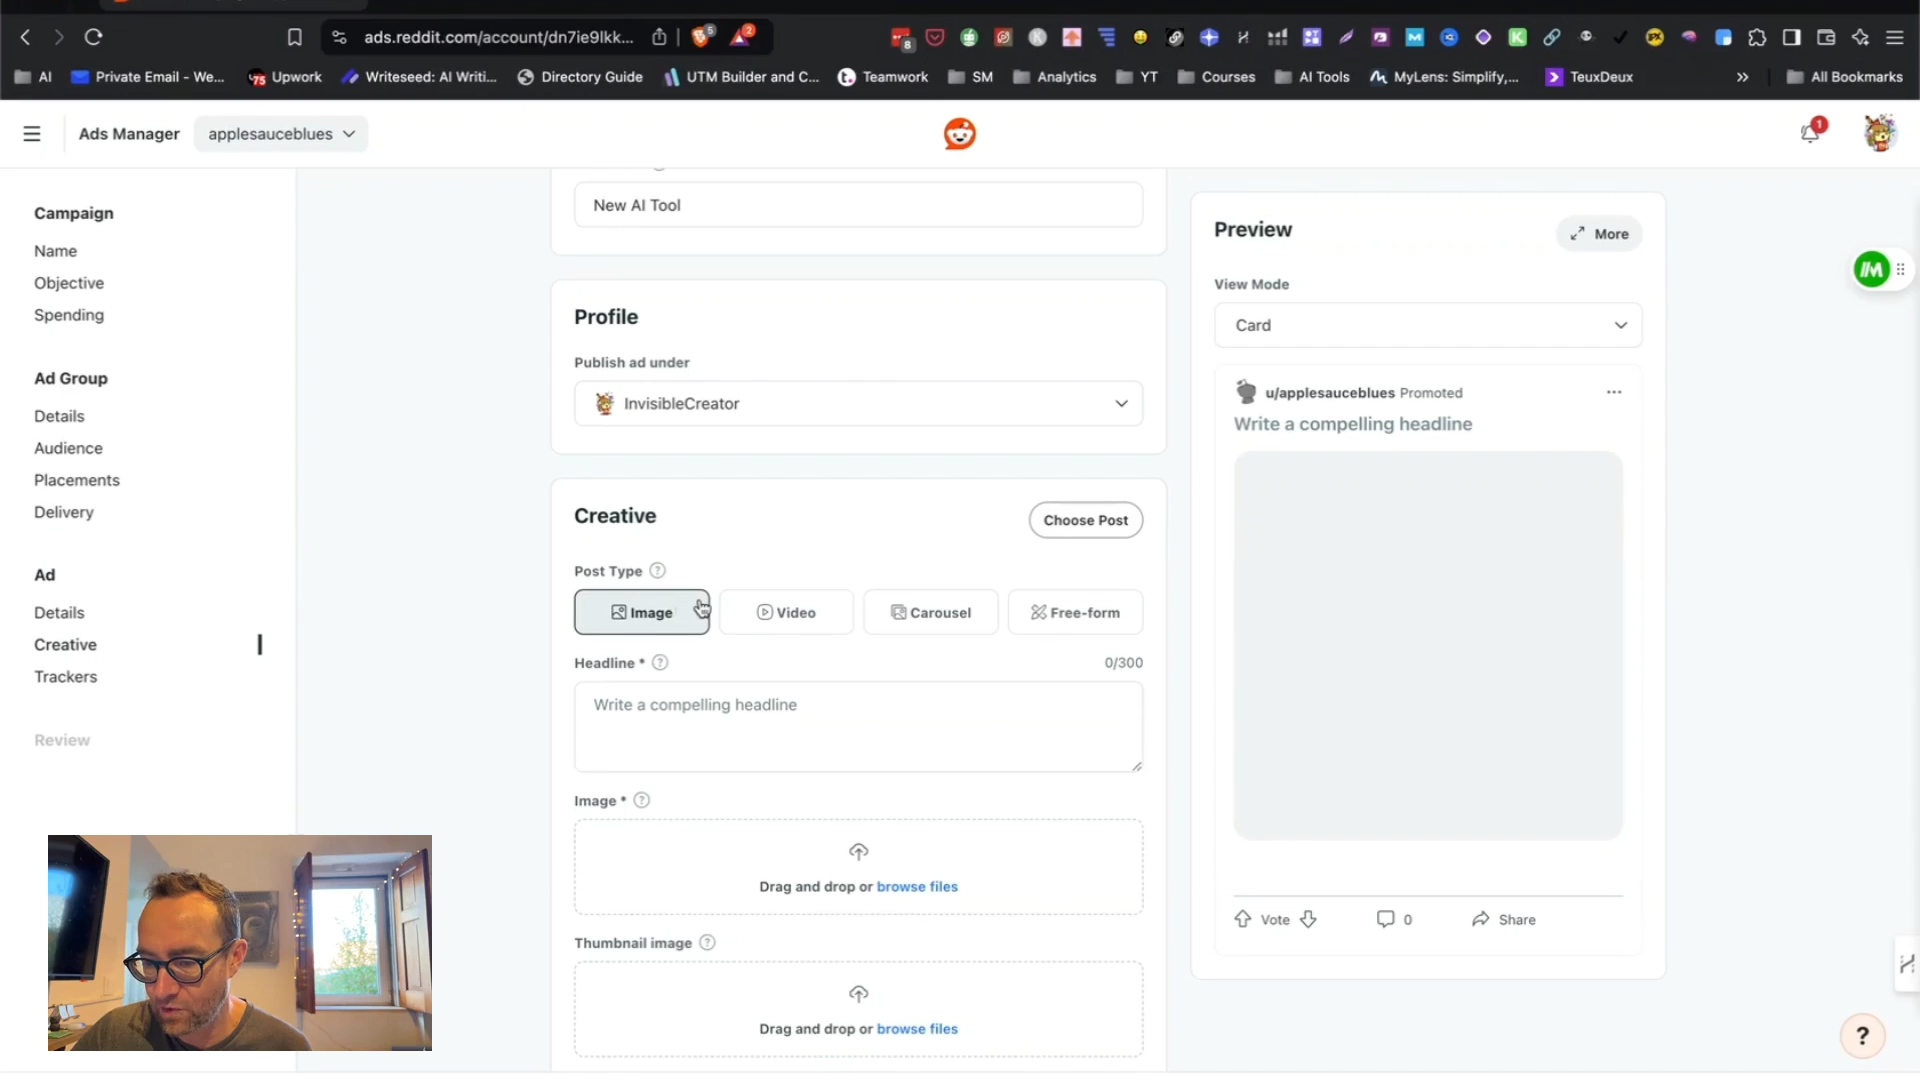 ads.reddit.com/account/dn7ie9lkk...
5
2
8
AI
Private Email - We...
75
Upwork
Writeseed: AI Writi...
Directory Guide
UTM Builder and C...
t.
Teamwork
SM
Analytics
YT
Courses
AI Tools
MyLens: Simplify,...
TeuxDeux
All Bookmarks
Ads Manager
applesauceblues
1
Campaign
Name
Objective
Spending
Ad Group
Details
Audience
Placements
Delivery
Ad
Details
Creative
Trackers
Review
New AI Tool
Profile
Publish ad under
InvisibleCreator
Creative
Choose Post
Post Type ?
Image
Video
Carousel
Free-form
Headline * ?
0/300
Write a compelling headline
Image * ?
Drag and drop or browse files
Thumbnail image ?
Drag and drop or browse files
Preview
More
View Mode
Card
u/applesauceblues Promoted
Write a compelling headline
Vote
0
Share
?